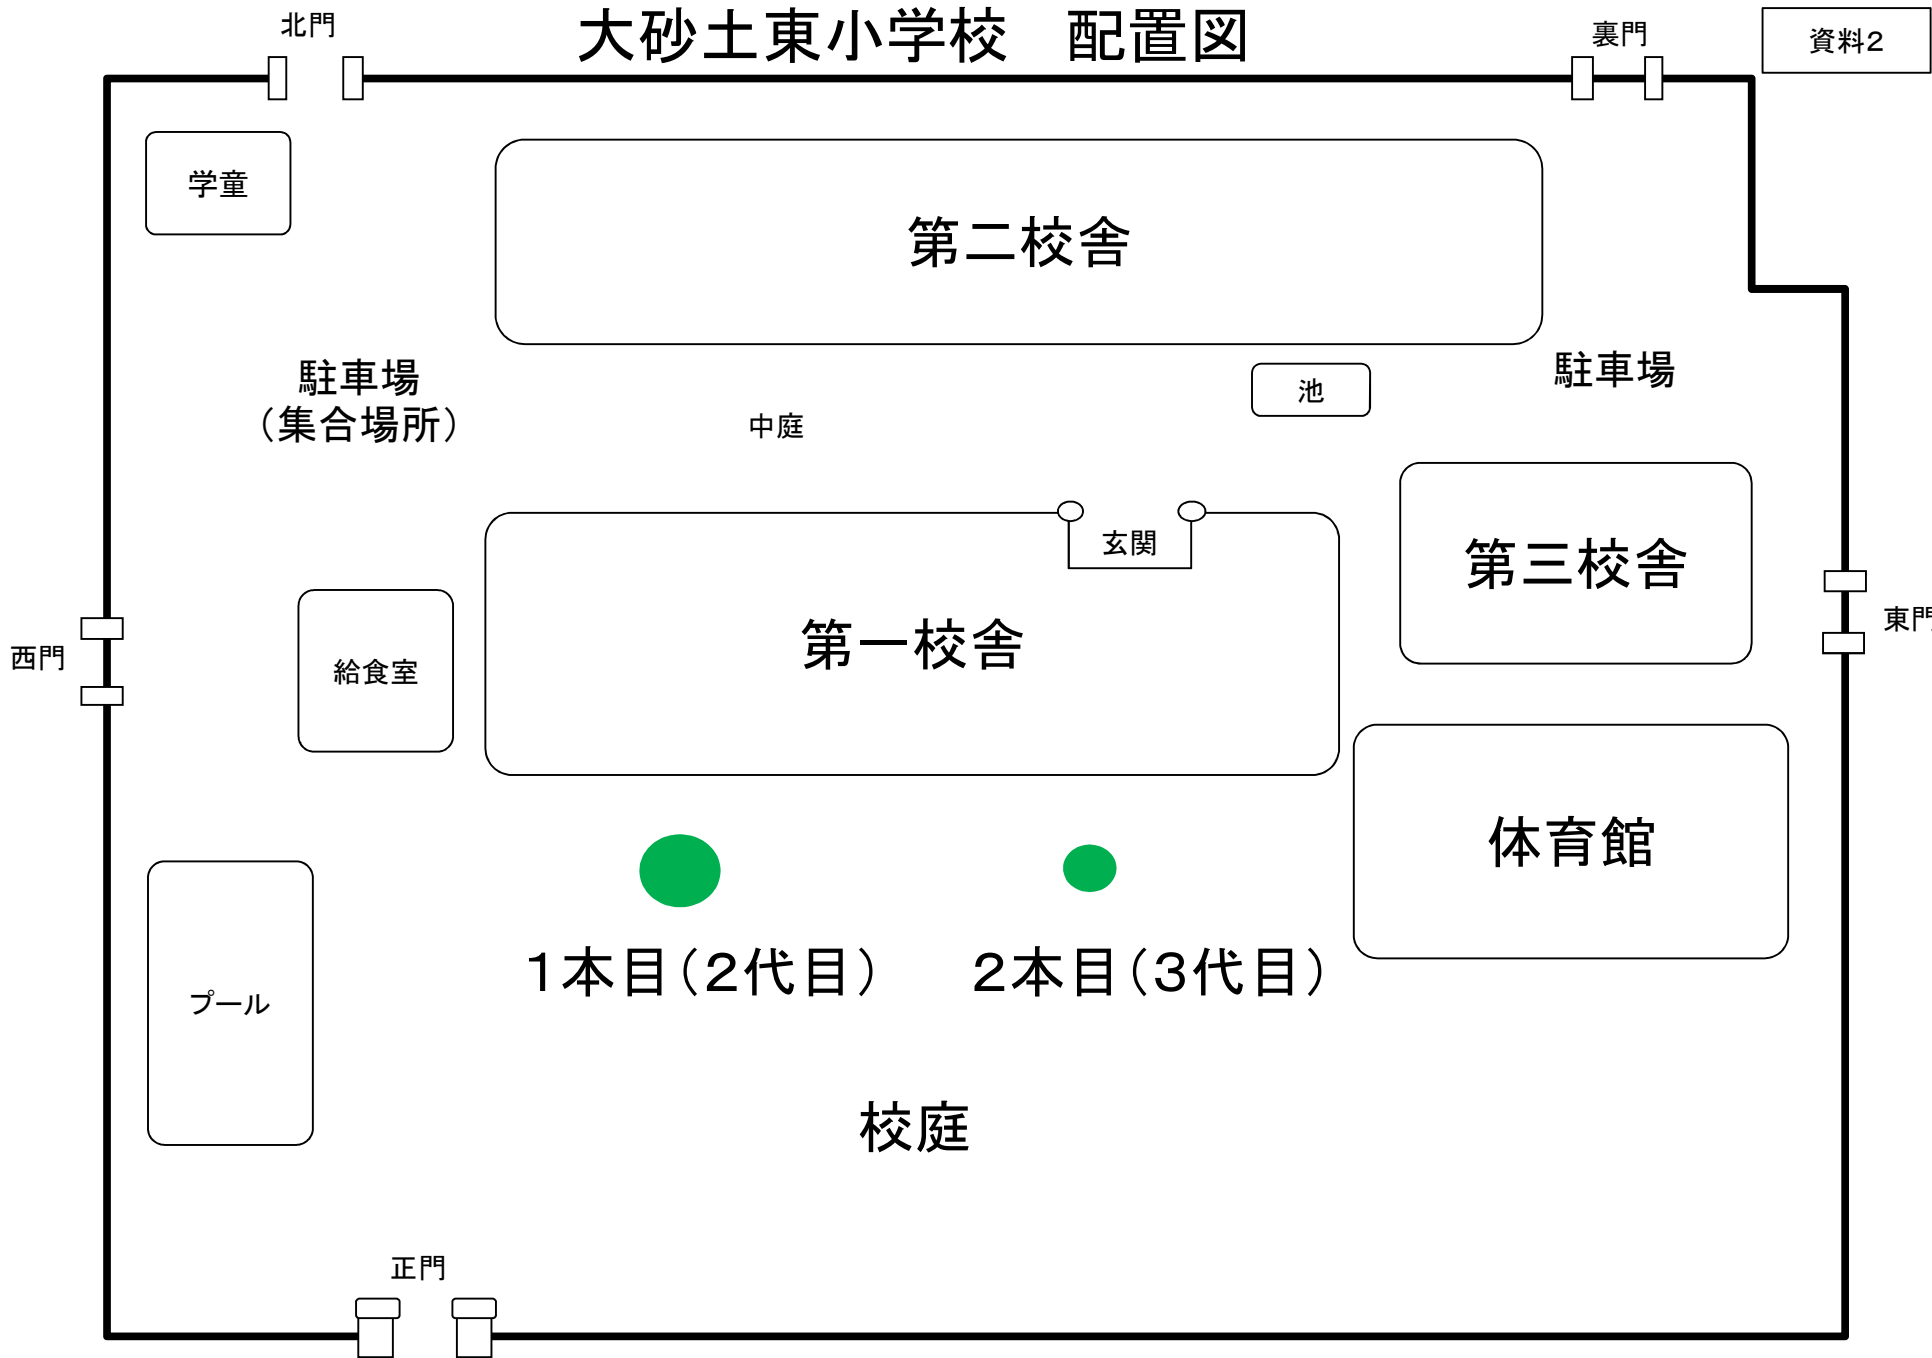 北門
大砂土東小学校　配置図
裏門
資料2
学童
第二校舎
駐車場
（集合場所）
中庭
池
駐車場
玄関
第三校舎
第一校舎
西門
給食室
東門
体育館
1本目（2代目）
2本目（3代目）
プール
校庭
正門